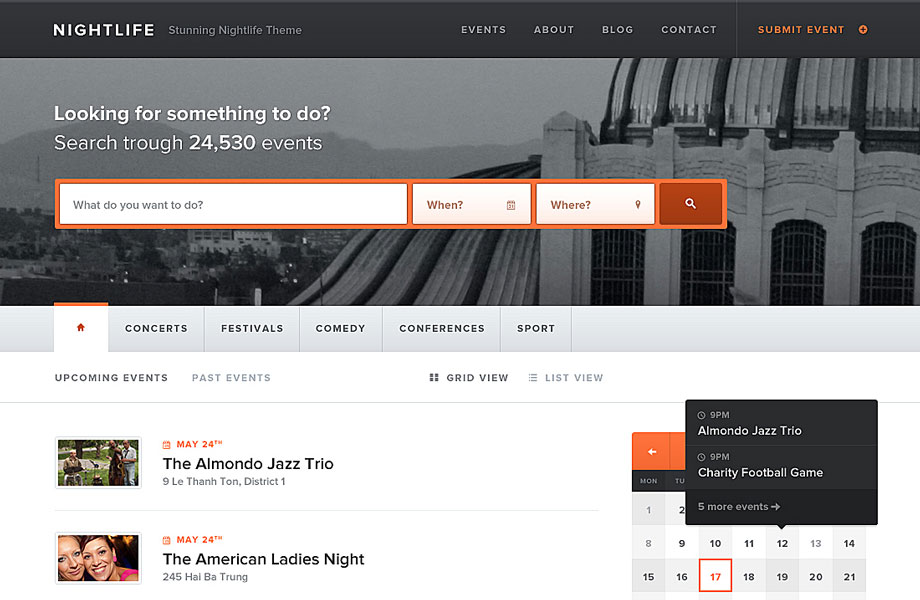 NIGHTLIFE Stunning Nightlife Theme
EVENTS ABOUT BLOG CONTACT SUBMIT EVENT
Looking for something to do?
Search trough 24,530 events
What do you want to do? When? Where?
CONCERTS FESTIVALS COMEDY CONFERENCES SPORT
UPCOMING EVENTS PAST EVENTS GRID VIEW LIST VIEW
MAY 24TH
The Almondo Jazz Trio
9 Le Thanh Ton, District 1
MAY 24TH
The American Ladies Night
245 Hai Ba Trung
9PM
Almondo Jazz Trio
9PM
Charity Football Game
5 more events
MON TU
1 2
8 9 10 11 12 13 14
15 16 17 18 19 20 21